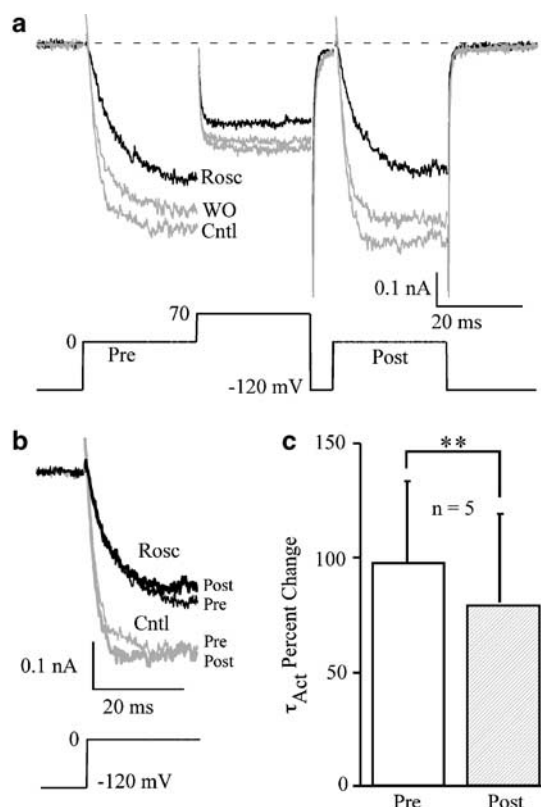 a
Rosc
WO
Cntl
0.1 nA
20 ms
70
0
Pre
-120 mV
Post
b
Rosc
Post
Pre
Cntl
Pre
Post
0.1 nA
20 ms
0
-120 mV
c
150
**
n = 5
100
50
0
τAct Percent Change
Pre
Post